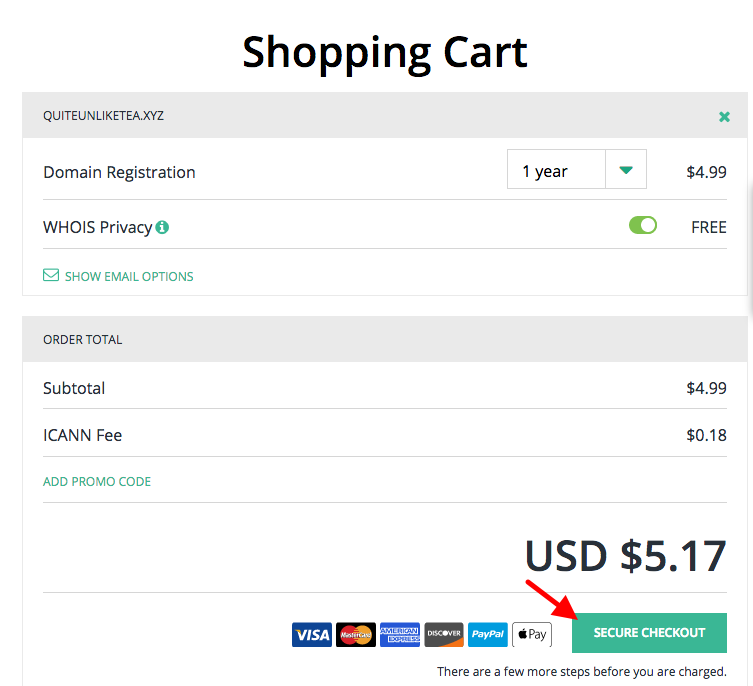 Shopping Cart
QUITEUNLIKETEA.XYZ
Domain Registration 1 year $4.99
WHOIS Privacy FREE
SHOW EMAIL OPTIONS
ORDER TOTAL
Subtotal $4.99
ICANN Fee $0.18
ADD PROMO CODE
USD $5.17
VISA MasterCard AMERICAN EXPRESS DISCOVER PayPal Pay SECURE CHECKOUT
There are a few more steps before you are charged.